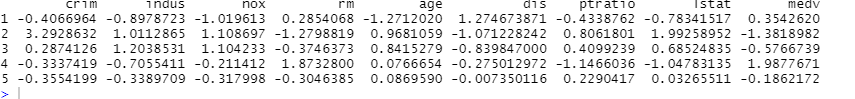 crim indus nox rm age dis ptratio lstat medv
1 -0.4066964 -0.8978723 -1.019613 0.2854068 -1.2712020 1.274673871 -0.4338762 -0.78341517 0.3542620
2 3.2928632 1.0112865 1.108697 -1.2798819 0.9681059 -1.071228242 0.8061801 1.99258952 -1.3818982
3 0.2874126 1.2038531 1.104233 -0.3746373 0.8415279 -0.839847000 0.4099239 0.68524835 -0.5766739
4 -0.3337419 -0.7055411 -0.211412 1.8732800 0.0766654 -0.275012972 -1.1466046 -1.04783135 1.9877671
5 -0.3554199 -0.3389709 -0.317998 -0.3046385 0.0869590 -0.007350116 0.2290417 0.03265511 -0.1862172
>